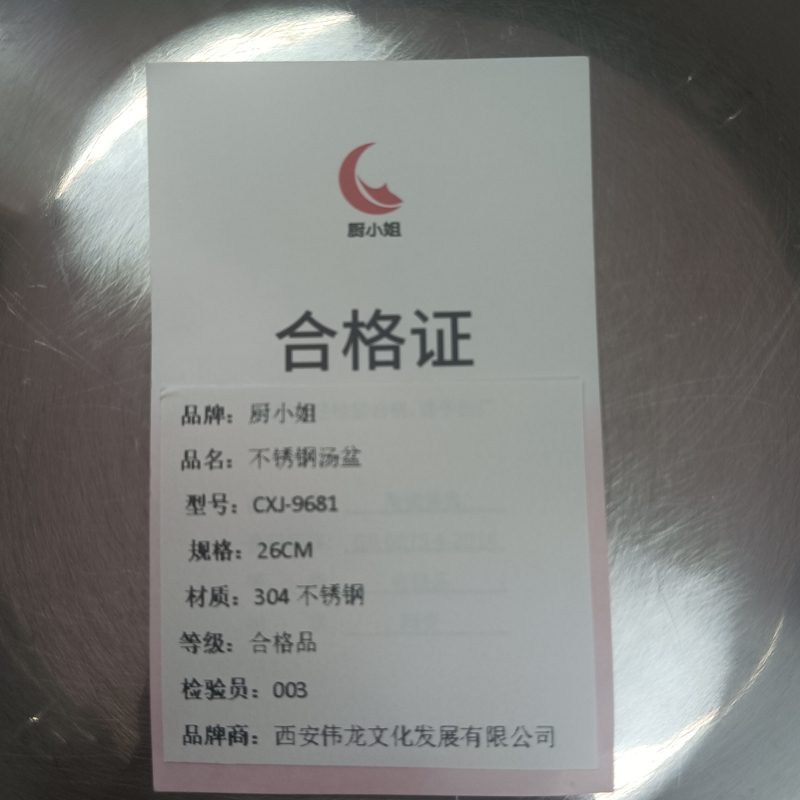 厨小姐
合格证
品牌：厨小姐
品名：不锈钢汤盆
型号：CXJ-9681
规格：26CM
材质：304 不锈钢
等级：合格品
检验员：003
品牌商：西安伟龙文化发展有限公司